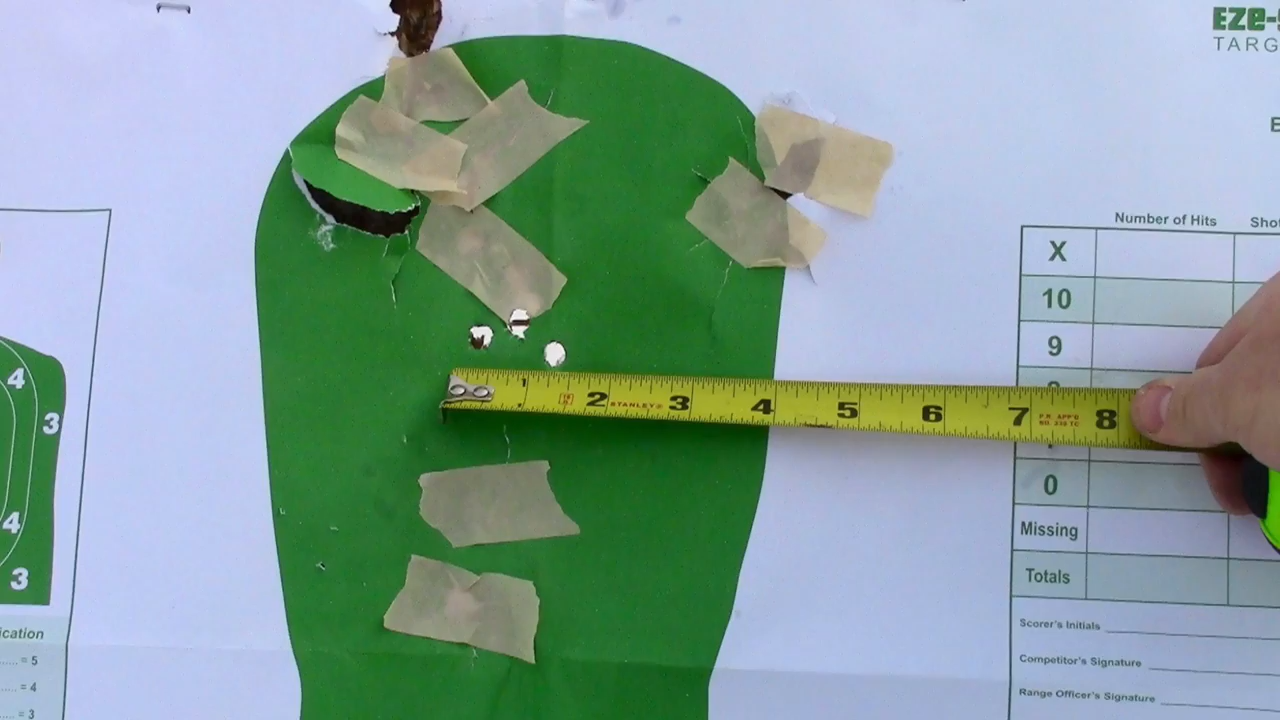 EZE-
TARG
E
Number of Hits
X
10
9
0
Missing
Totals
Scorer's Initials
Competitor's Signature
Range Officer's Signature
4
3
4
3
ication
= 5
= 4
= 3
1 2 STANLEY® 3 4 5 6 7 8